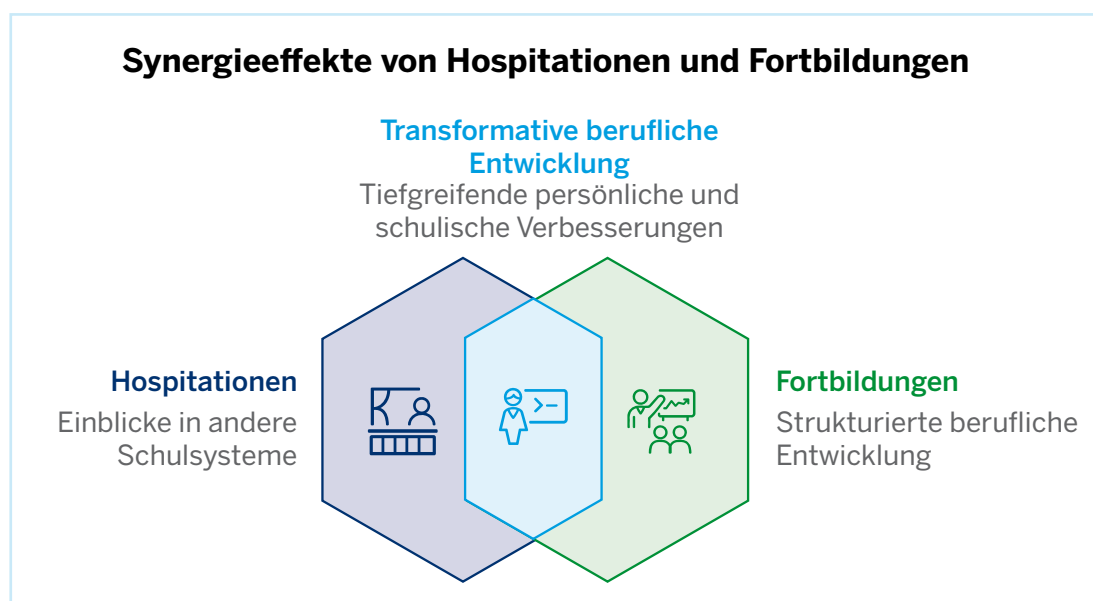 Synergieeffekte von Hospitationen und Fortbildungen
Transformative berufliche
Entwicklung
Tiefgreifende persönliche und
schulische Verbesserungen
Hospitationen
Einblicke in andere
Schulsysteme
Fortbildungen
Strukturierte berufliche
Entwicklung